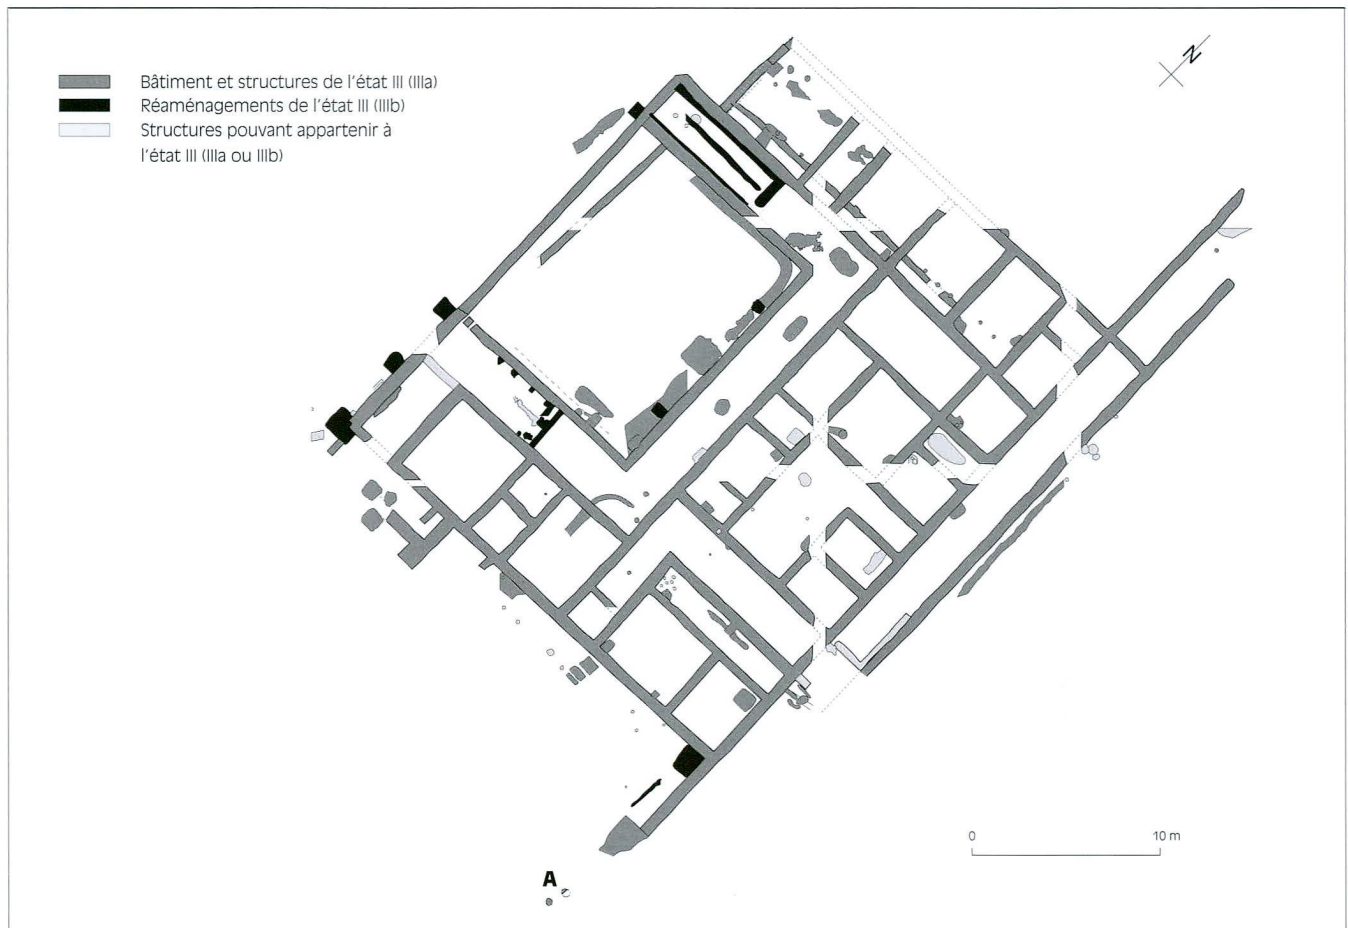 N
Bâtiment et structures de l'état III (IIIa)
Réaménagements de l'état III (IIIb)
Structures pouvant appartenir à
l'état III (IIIa ou IIIb)
0 10 m
A